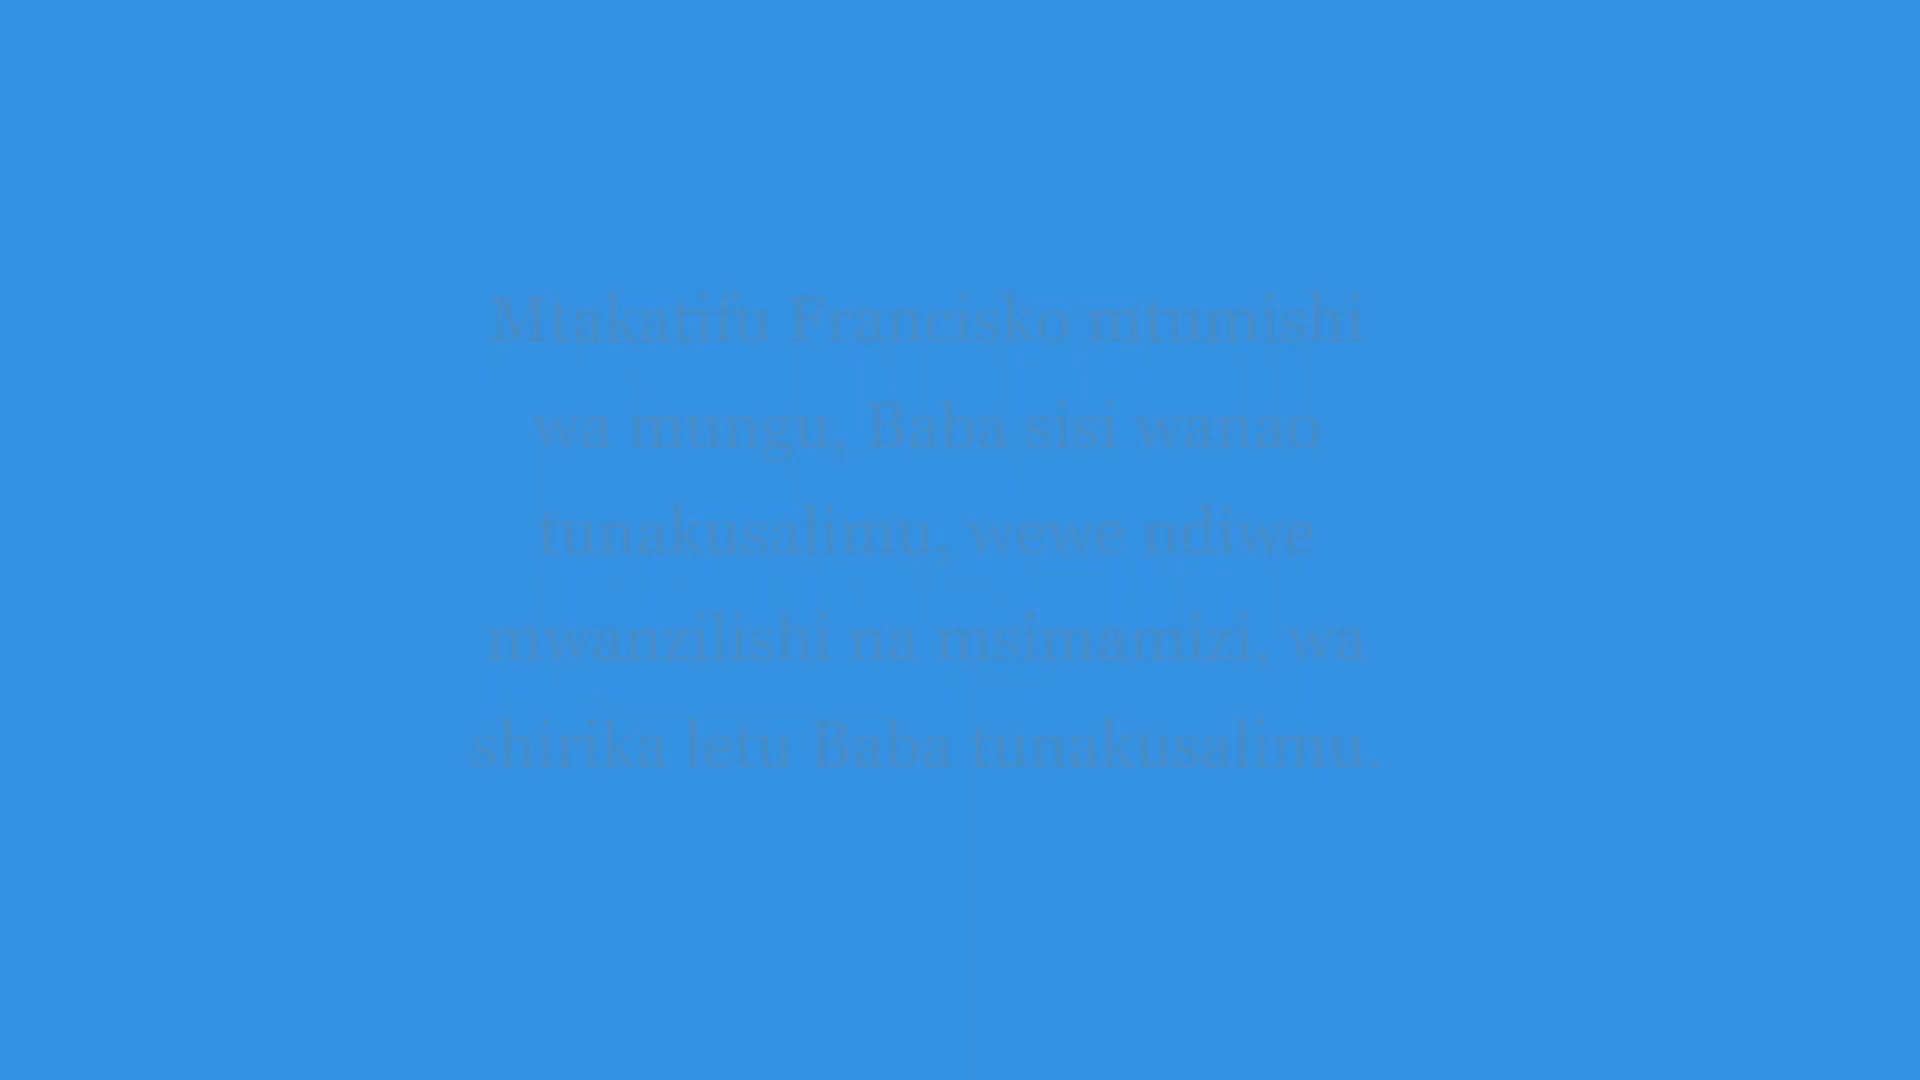 Mtakatifu Francisko mtumishi
wa mungu, Baba sisi wanao
tunakusalimu, wewe ndiwe
mwanzilishi na msimamizi, wa
shirika letu Baba tunakusalimu.